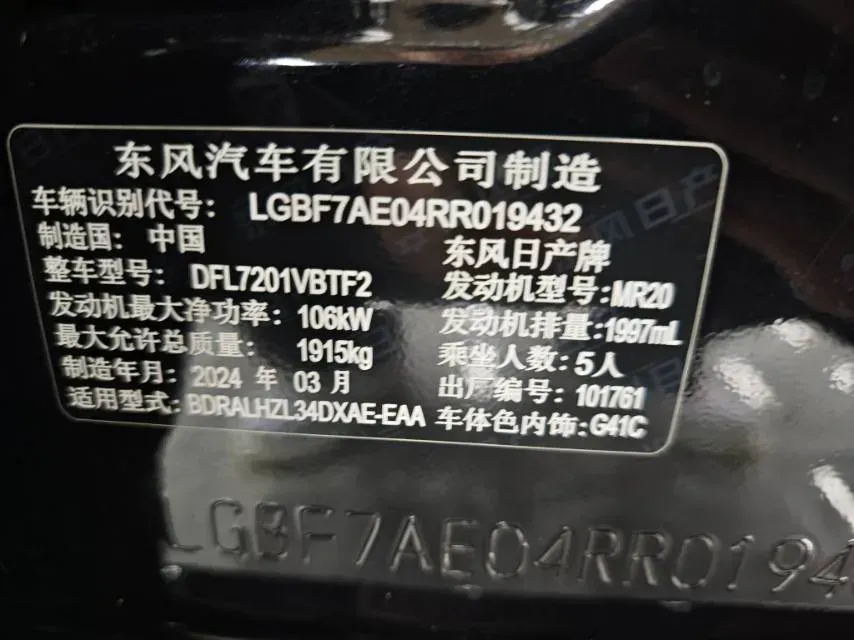 东风汽车有限公司制造
车辆识别代号: LGBF7AE04RR019432
制造国: 中国 东风日产牌
整车型号: DFL7201VBTF2 发动机型号:MR20
发动机最大净功率: 106kW 发动机排量:1997mL
最大允许总质量: 1915kg 乘坐人数:5人
制造年月: 2024 年 03 月 出厂编号: 101761
适用型式: BDRALHZL34DXAE-EAA 车体色内饰:G41C
LGBF7AE04RR0194